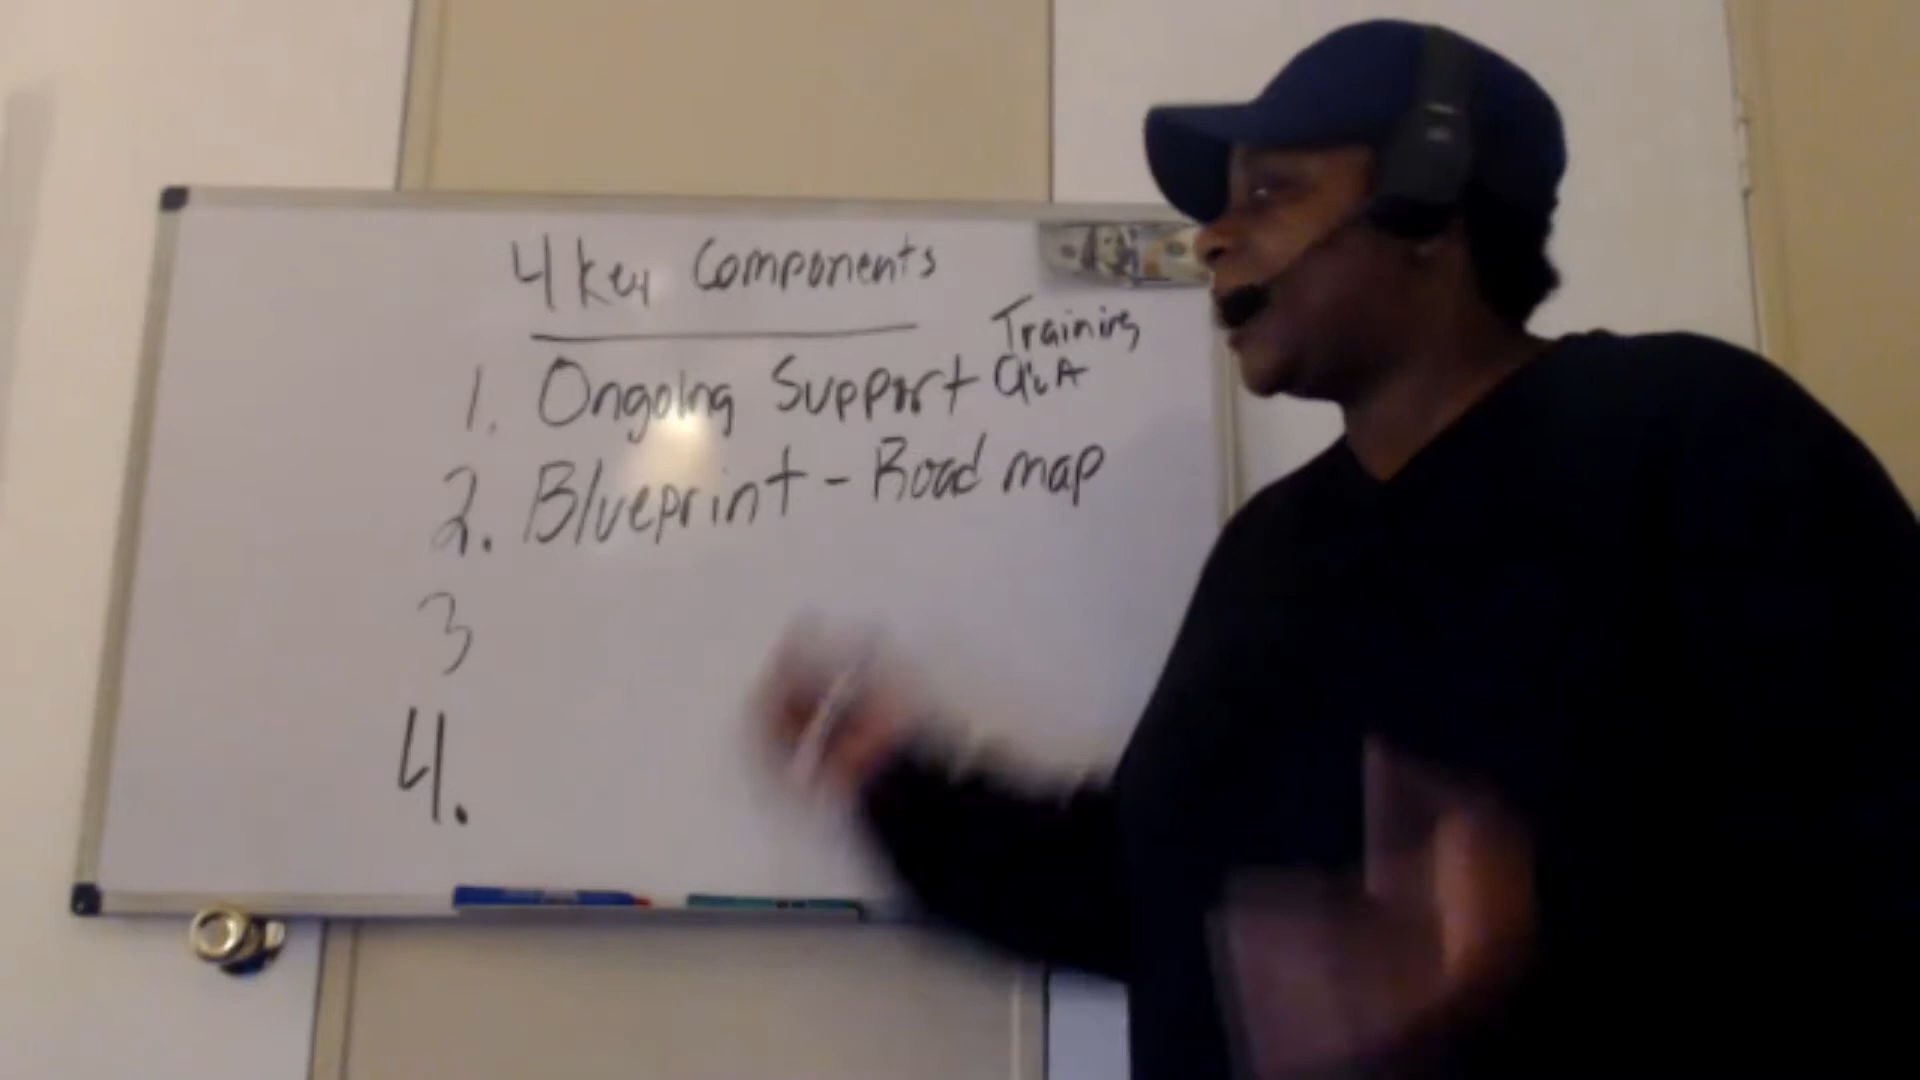 4 Key Components
Training
1. Ongoing Support Q&A
2. Blueprint - Road map
3
4.